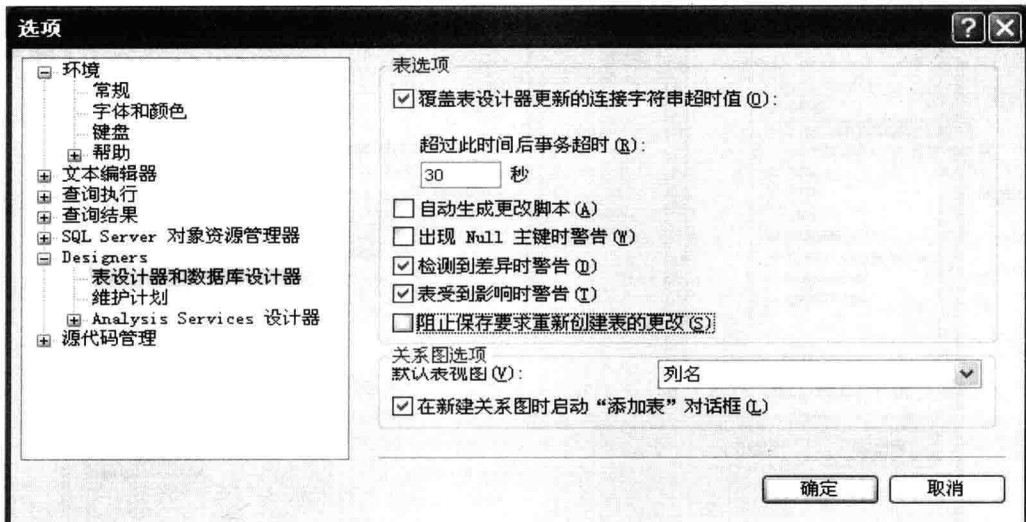 选项
环境
常规
字体和颜色
键盘
帮助
文本编辑器
查询执行
查询结果
SQL Server 对象资源管理器
Designers
表设计器和数据库设计器
维护计划
Analysis Services 设计器
源代码管理
表选项
覆盖表设计器更新的连接字符串超时值(O):
超过此时间后事务超时(R):
30 秒
自动生成更改脚本(A)
出现 Null 主键时警告(W)
检测到差异时警告(D)
表受到影响时警告(T)
阻止保存要求重新创建表的更改(S)
关系图选项
默认表视图(V): 列名
在新建关系图时启动“添加表”对话框(L)
确定 取消